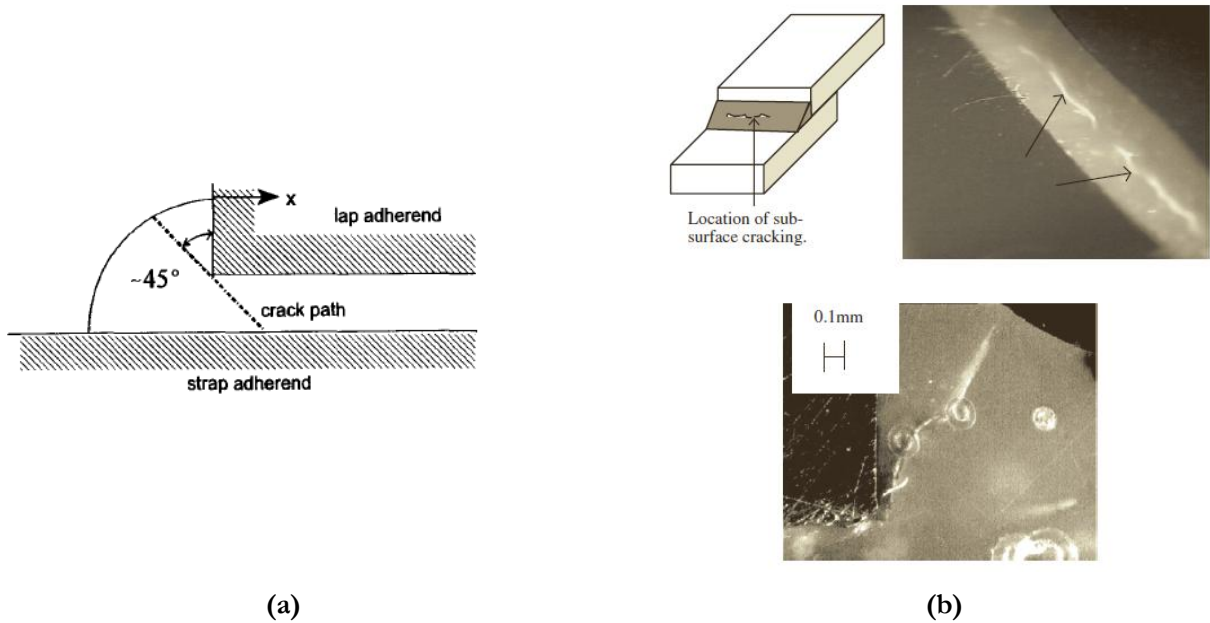 x
lap adherend
~45°
crack path
strap adherend
Location of sub-
surface cracking.
0.1mm
(a)
(b)